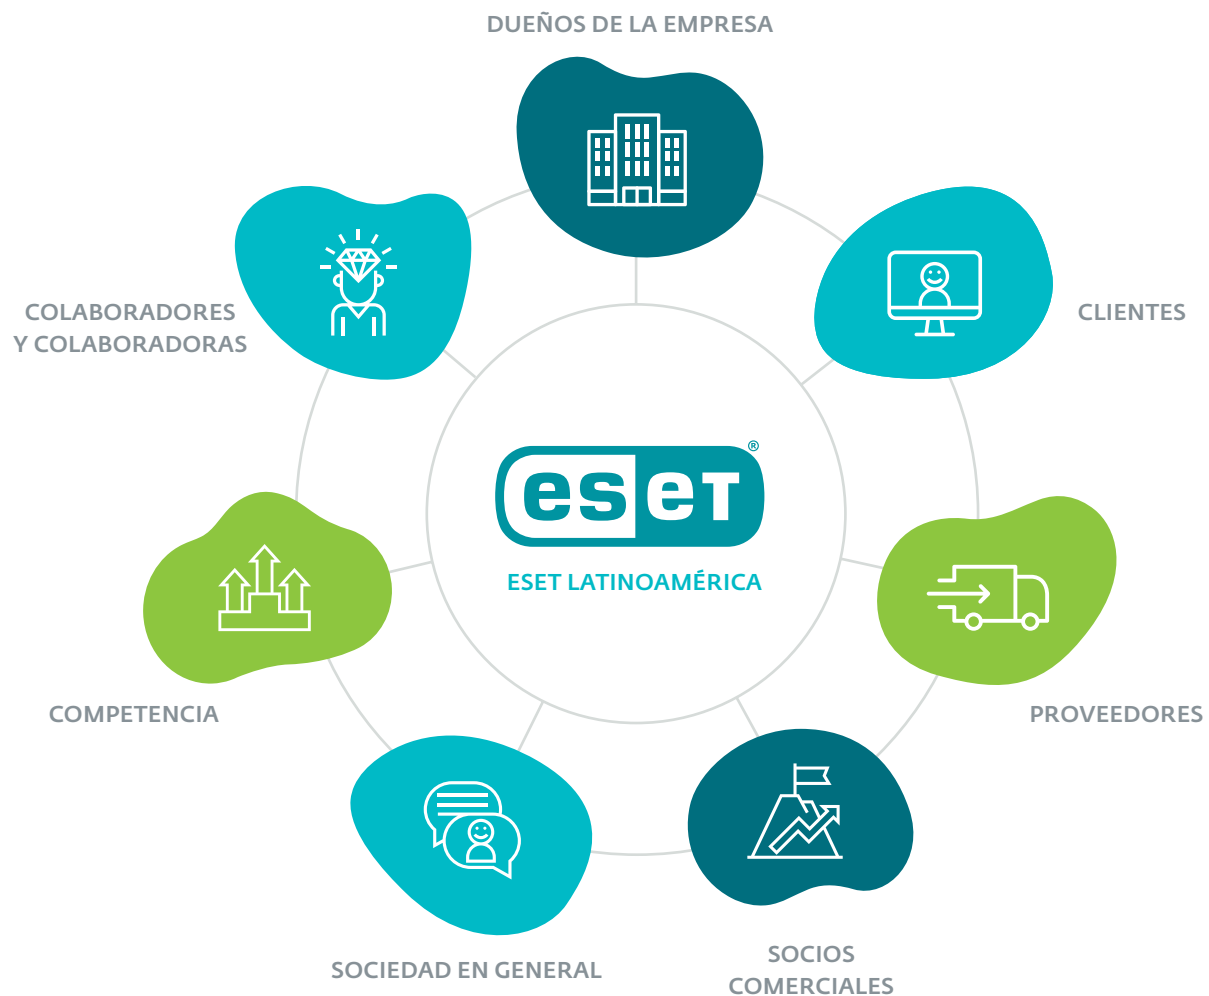 DUEÑOS DE LA EMPRESA
CLIENTES
COLABORADORES
Y COLABORADORAS
eset®
ESET LATINOAMÉRICA
COMPETENCIA
PROVEEDORES
SOCIEDAD EN GENERAL
SOCIOS
COMERCIALES